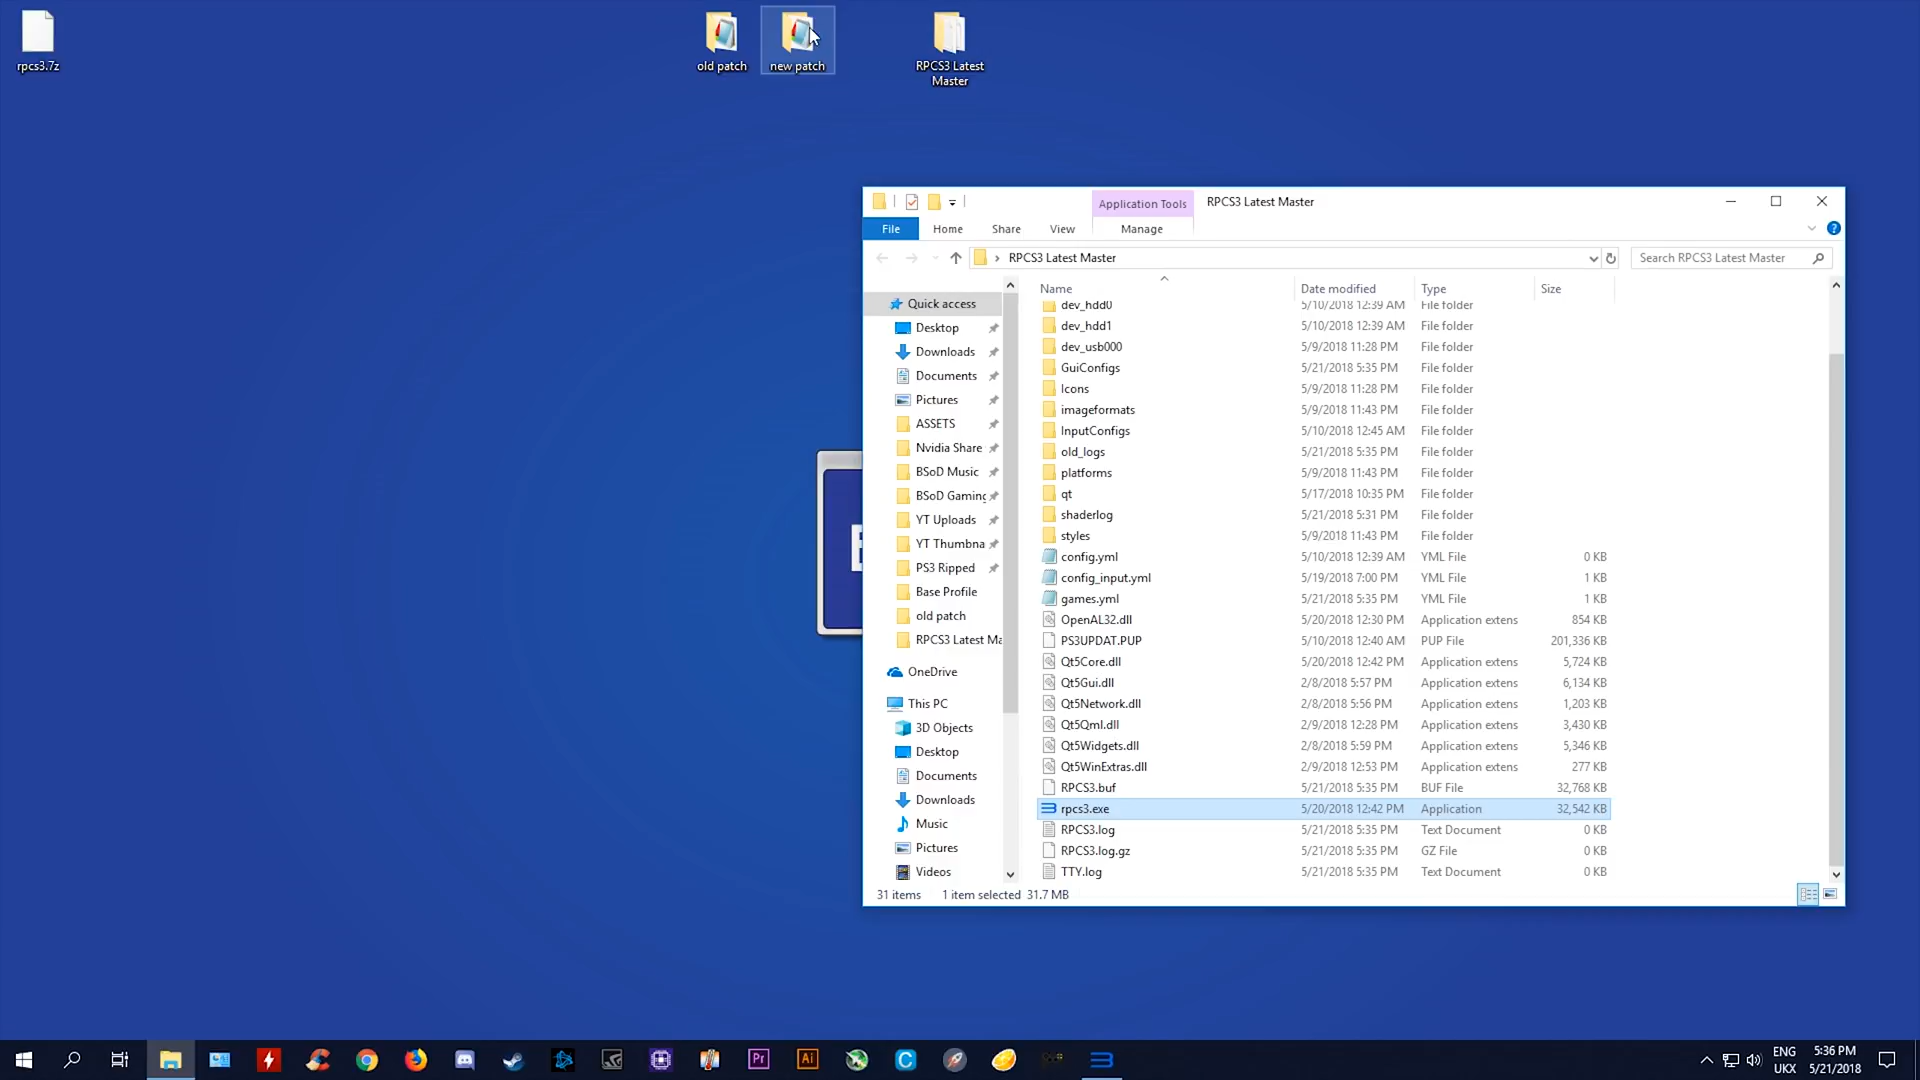 rpcs3.7z
old patch
new patch
RPCS3 Latest
Master
Application Tools
RPCS3 Latest Master
File
Home
Share
View
Manage
RPCS3 Latest Master
Search RPCS3 Latest Master
Name
Date modified
Type
Size
Quick access
Desktop
Downloads
Documents
Pictures
ASSETS
Nvidia Share
BSoD Music
BSoD Gaming
YT Uploads
YT Thumbna
PS3 Ripped
Base Profile
old patch
RPCS3 Latest Ma
OneDrive
This PC
3D Objects
Desktop
Documents
Downloads
Music
Pictures
Videos
dev_hdd0 5/10/2018 12:39 AM File folder
dev_hdd1 5/10/2018 12:39 AM File folder
dev_usb000 5/9/2018 11:28 PM File folder
GuiConfigs 5/21/2018 5:35 PM File folder
Icons 5/9/2018 11:28 PM File folder
imageformats 5/9/2018 11:43 PM File folder
InputConfigs 5/10/2018 12:45 AM File folder
old_logs 5/21/2018 5:35 PM File folder
platforms 5/9/2018 11:43 PM File folder
qt 5/17/2018 10:35 PM File folder
shaderlog 5/21/2018 5:31 PM File folder
styles 5/9/2018 11:43 PM File folder
config.yml 5/10/2018 12:39 AM YML File 0 KB
config_input.yml 5/19/2018 7:00 PM YML File 1 KB
games.yml 5/21/2018 5:35 PM YML File 1 KB
OpenAL32.dll 5/20/2018 12:30 PM Application extens 854 KB
PS3UPDAT.PUP 5/10/2018 12:40 AM PUP File 201,336 KB
Qt5Core.dll 5/20/2018 12:42 PM Application extens 5,724 KB
Qt5Gui.dll 2/8/2018 5:57 PM Application extens 6,134 KB
Qt5Network.dll 2/8/2018 5:56 PM Application extens 1,203 KB
Qt5Qml.dll 2/9/2018 12:28 PM Application extens 3,430 KB
Qt5Widgets.dll 2/8/2018 5:59 PM Application extens 5,346 KB
Qt5WinExtras.dll 2/9/2018 12:53 PM Application extens 277 KB
RPCS3.buf 5/21/2018 5:35 PM BUF File 32,768 KB
rpcs3.exe 5/20/2018 12:42 PM Application 32,542 KB
RPCS3.log 5/21/2018 5:35 PM Text Document 0 KB
RPCS3.log.gz 5/21/2018 5:35 PM GZ File 0 KB
TTY.log 5/21/2018 5:35 PM Text Document 0 KB
31 items 1 item selected 31.7 MB
Pr
Ai
ENG
UKX
5:36 PM
5/21/2018